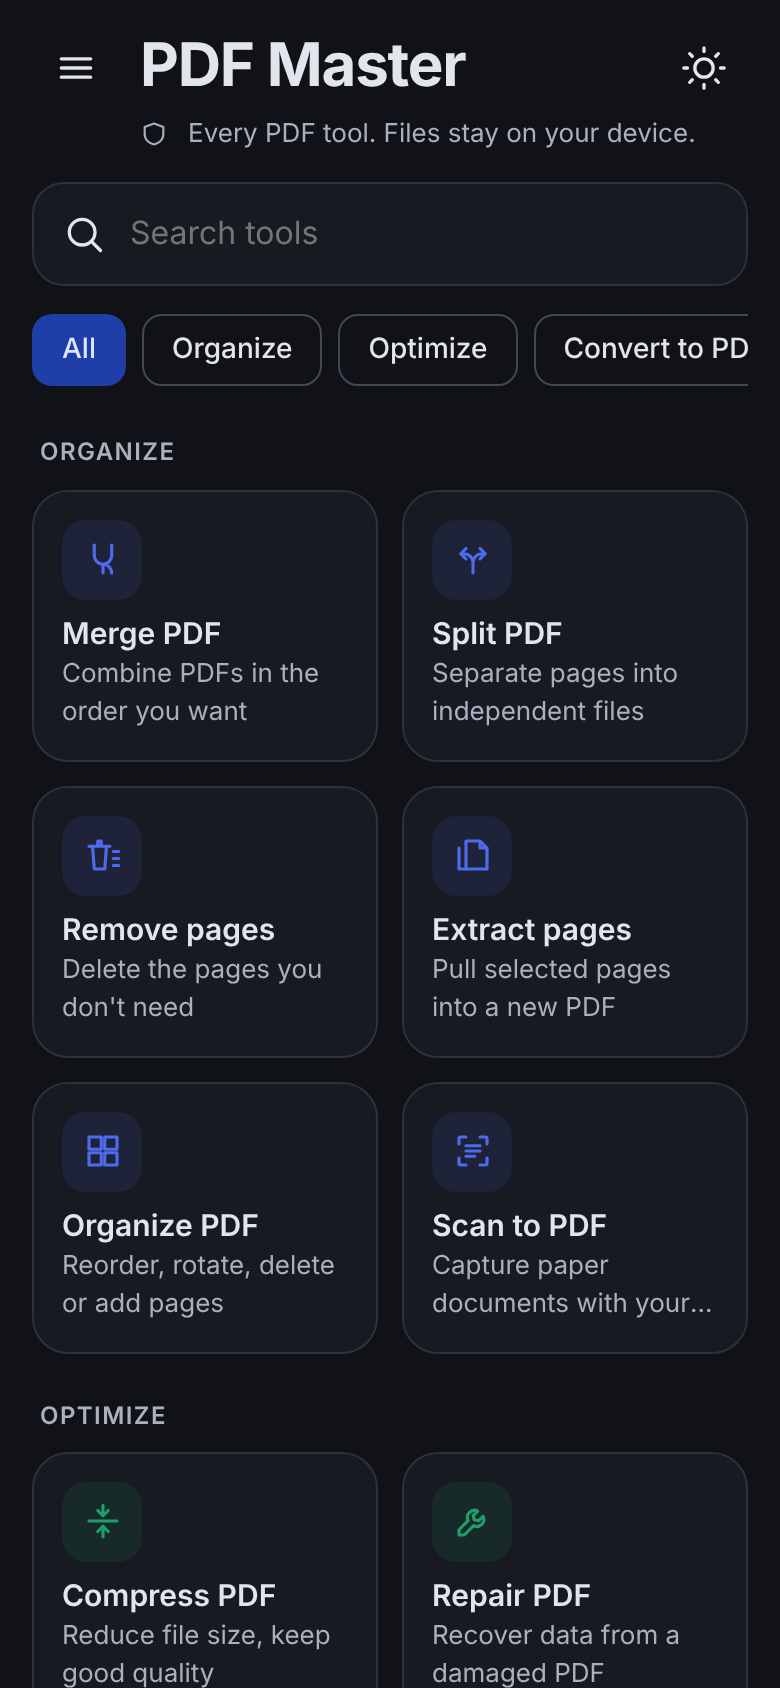 PDF Master
Every PDF tool. Files stay on your device.
Search tools
All
Organize
Optimize
Convert to PD
ORGANIZE
Merge PDF
Combine PDFs in the
order you want
Split PDF
Separate pages into
independent files
Remove pages
Delete the pages you
don't need
Extract pages
Pull selected pages
into a new PDF
Organize PDF
Reorder, rotate, delete
or add pages
Scan to PDF
Capture paper
documents with your...
OPTIMIZE
Compress PDF
Reduce file size, keep
good quality
Repair PDF
Recover data from a
damaged PDF